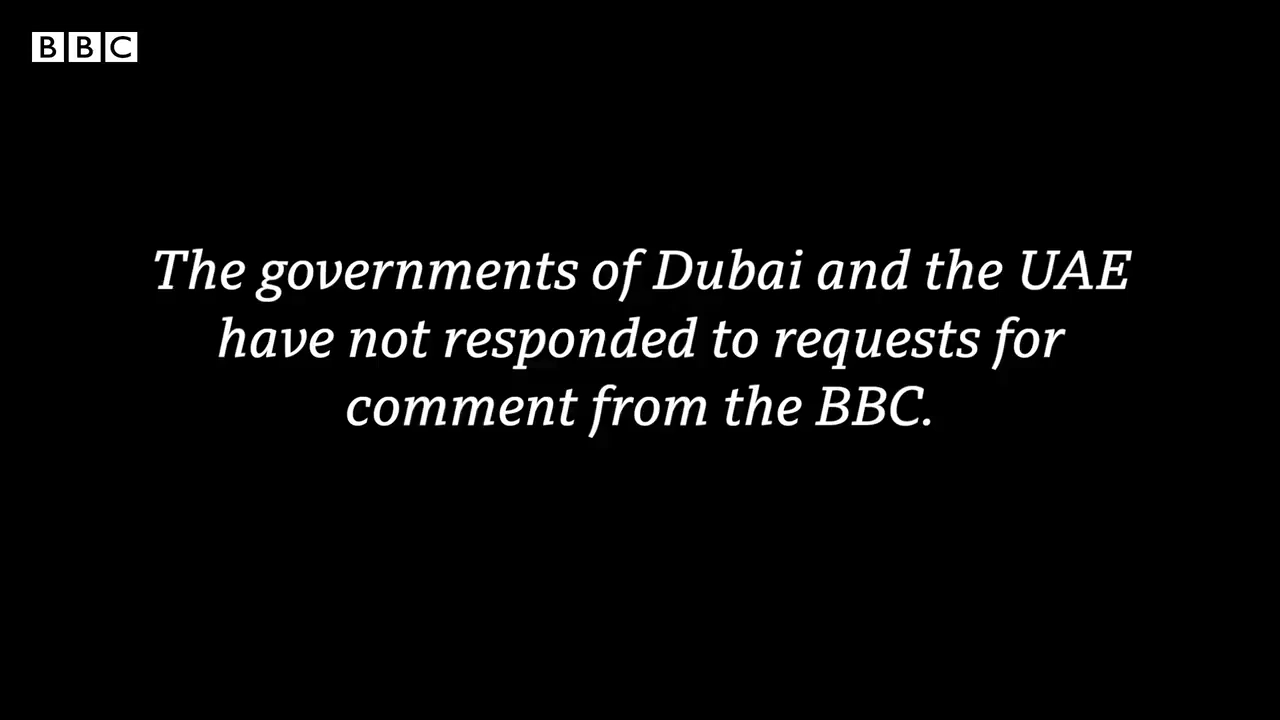 BBC
The governments of Dubai and the UAE
have not responded to requests for
comment from the BBC.